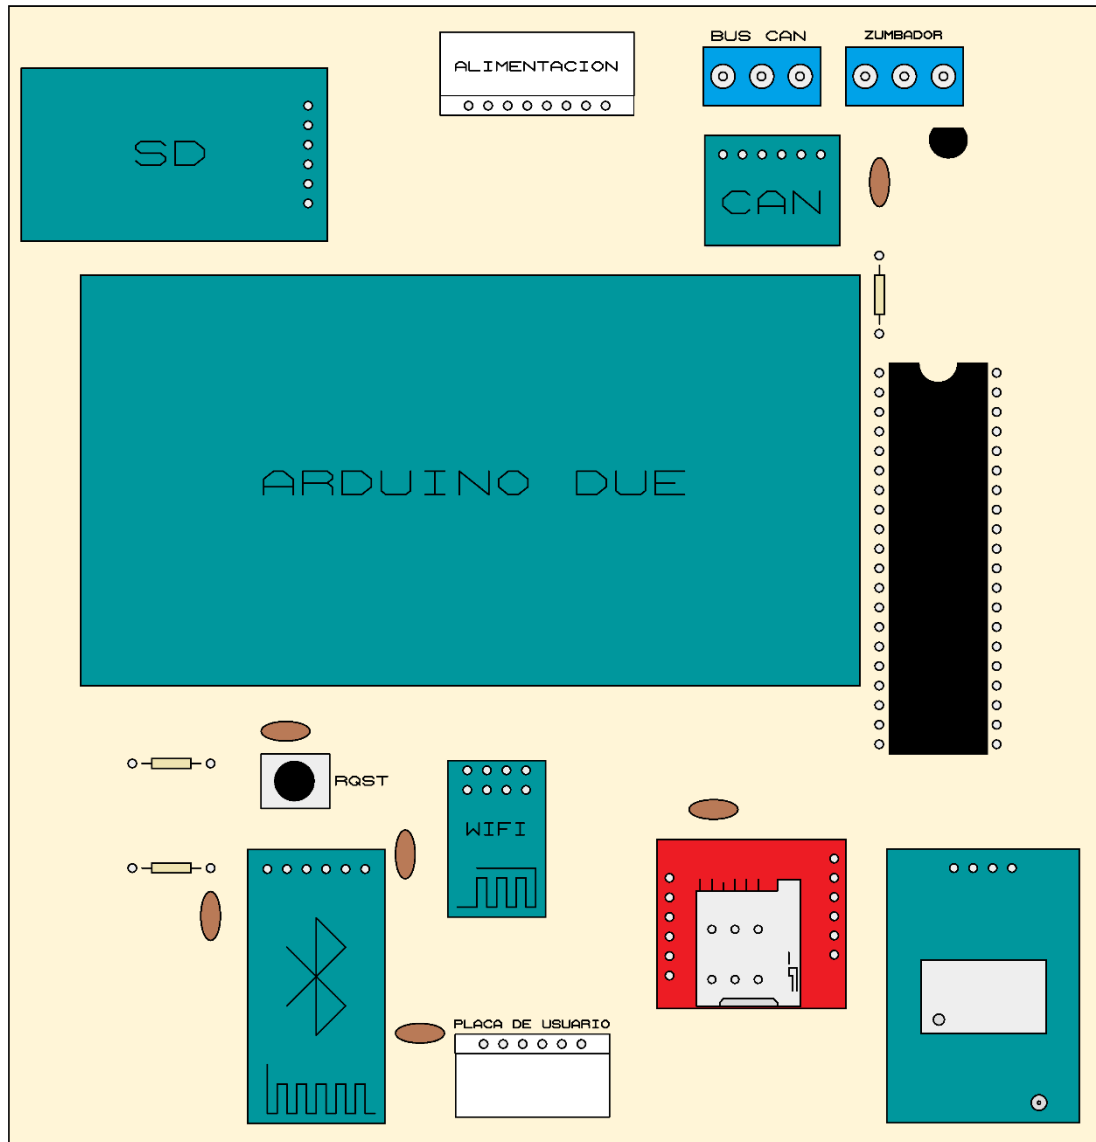 BUS CAN
ZUMBADOR
ALIMENTACION
SD
CAN
ARDUINO DUE
RQST
WIFI
PLACA DE USUARIO